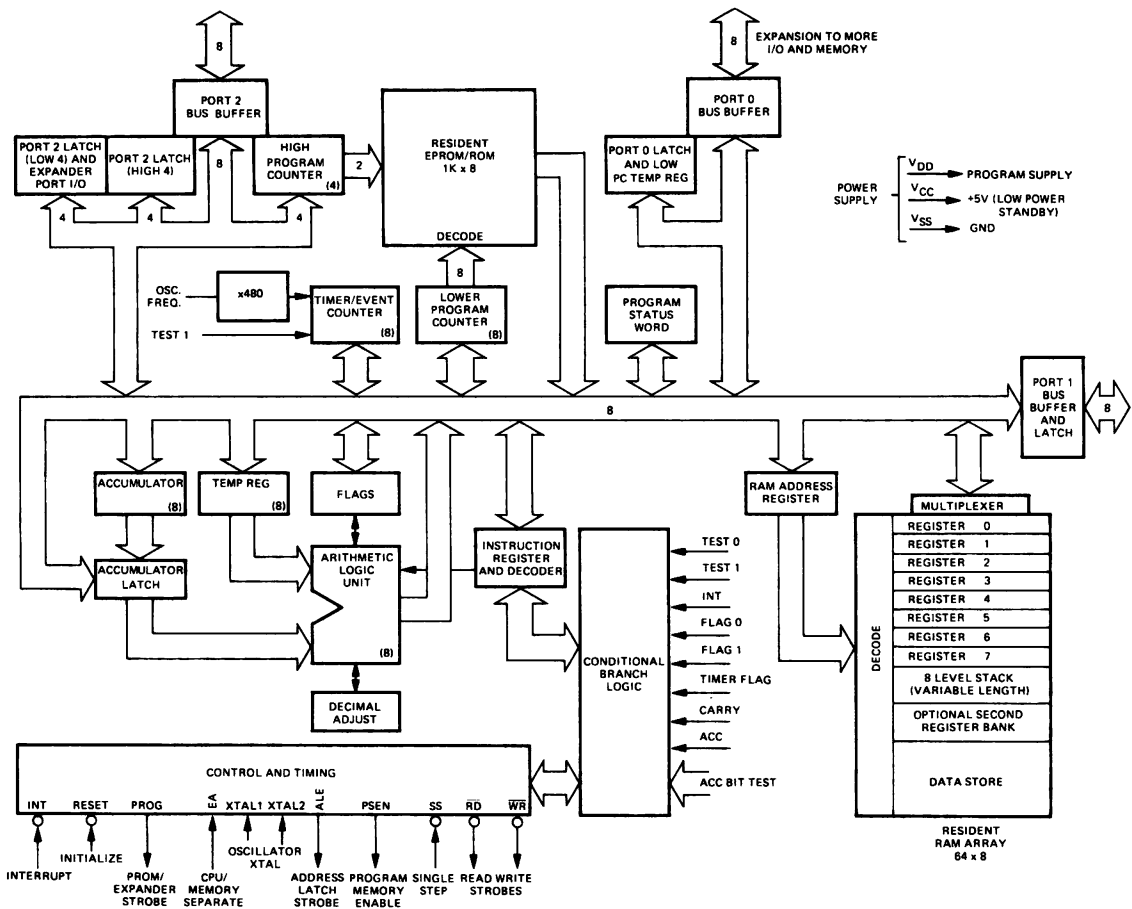 8
PORT 2
BUS BUFFER
PORT 2 LATCH
(LOW 4) AND
EXPANDER
PORT I/O
PORT 2 LATCH
(HIGH 4)
8
HIGH
PROGRAM
COUNTER
(4)
2
4
4
4
RESIDENT
EPROM/ROM
1K x 8
DECODE
8
8
EXPANSION TO MORE
I/O AND MEMORY
PORT 0
BUS BUFFER
PORT 0 LATCH
AND LOW
PC TEMP REG
POWER
SUPPLY
VDD
PROGRAM SUPPLY
VCC
+5V (LOW POWER
STANDBY)
VSS
GND
OSC.
FREQ.
x480
TEST 1
TIMER/EVENT
COUNTER
(8)
LOWER
PROGRAM
COUNTER
(8)
PROGRAM
STATUS
WORD
8
PORT 1
BUS
BUFFER
AND
LATCH
8
ACCUMULATOR
(8)
TEMP REG
(8)
FLAGS
RAM ADDRESS
REGISTER
ACCUMULATOR
LATCH
ARITHMETIC
LOGIC
UNIT
(8)
DECIMAL
ADJUST
INSTRUCTION
REGISTER
AND DECODER
CONDITIONAL
BRANCH
LOGIC
TEST 0
TEST 1
INT
FLAG 0
FLAG 1
TIMER FLAG
CARRY
ACC
ACC BIT TEST
MULTIPLEXER
DECODE
REGISTER 0
REGISTER 1
REGISTER 2
REGISTER 3
REGISTER 4
REGISTER 5
REGISTER 6
REGISTER 7
8 LEVEL STACK
(VARIABLE LENGTH)
OPTIONAL SECOND
REGISTER BANK
DATA STORE
RESIDENT
RAM ARRAY
64 x 8
CONTROL AND TIMING
INT
RESET
PROG
EA
XTAL1
XTAL2
ALE
PSEN
SS
RD
WR
INTERRUPT
INITIALIZE
PROM/
EXPANDER
STROBE
CPU/
MEMORY
SEPARATE
OSCILLATOR
XTAL
ADDRESS
LATCH
STROBE
PROGRAM
MEMORY
ENABLE
SINGLE
STEP
READ WRITE
STROBES